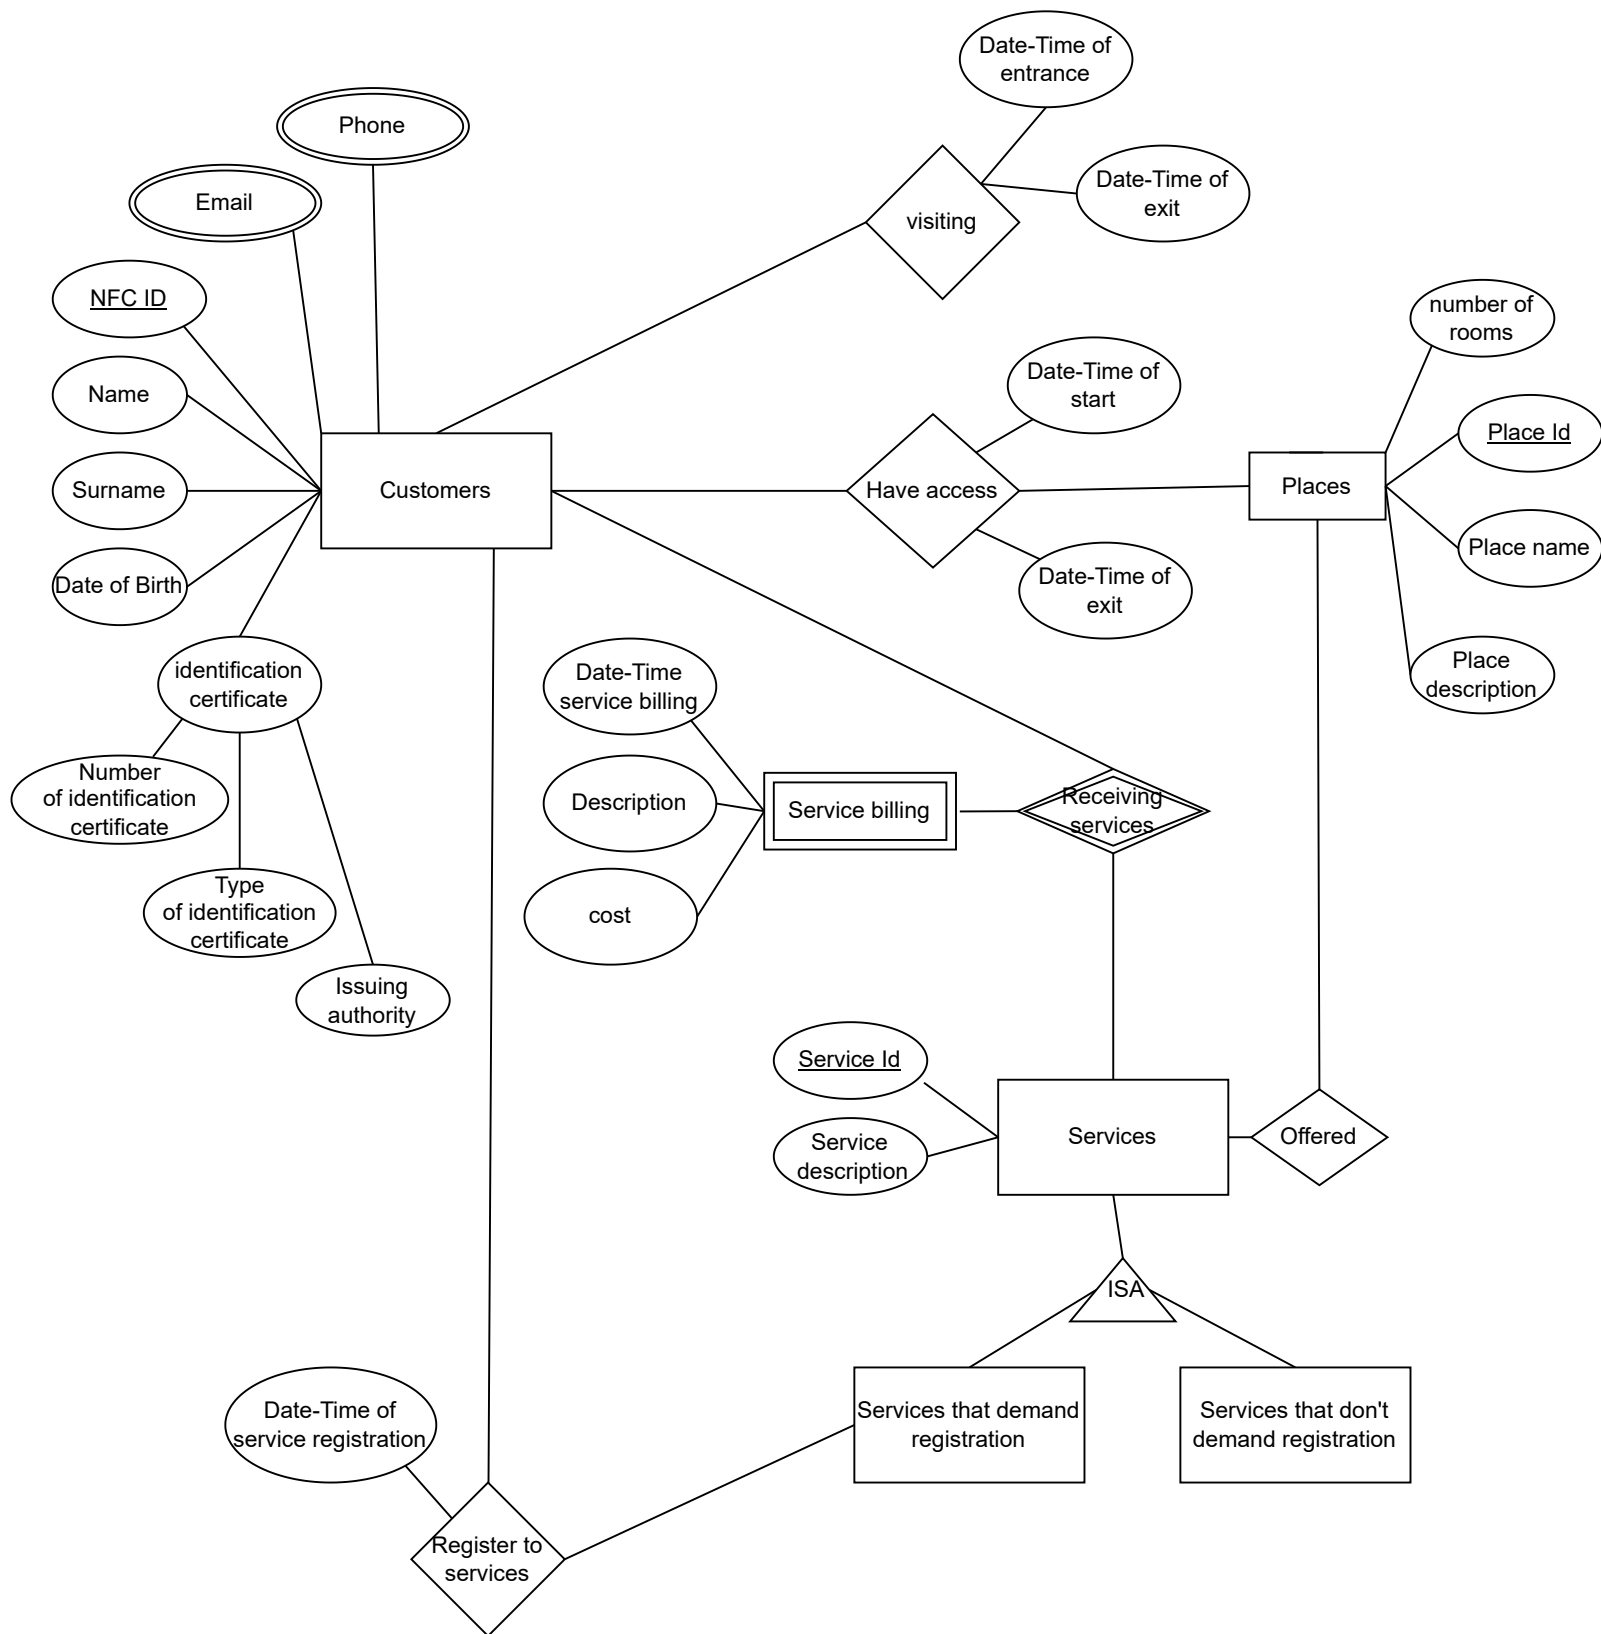 Date-Time of
entrance
Phone
Date-Time of
exit
Email
visiting
NFC ID
number of
rooms
Date-Time of
start
Name
Place Id
Surname
Customers
Have access
Places
Place name
Date of Birth
Date-Time of
exit
identification
certificate
Date-Time
service billing
Place
description
Number
of identification
certificate
Description
Service billing
Receiving
services
Type
of identification
certificate
cost
Issuing
authority
Service Id
Services
Offered
Service
description
ISA
Date-Time of
service registration
Services that demand
registration
Services that don't
demand registration
Register to
services